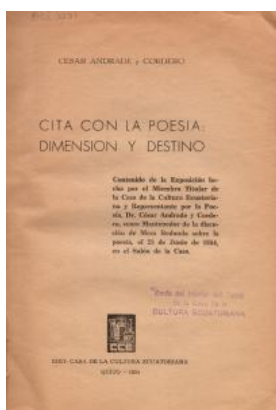 CESAR ANDRADE y CORDERO
CITA CON LA POESIA:
DIMENSION Y DESTINO
Contenido de la Exposición he-
cha por el Miembro Titular de
la Casa de la Cultura Ecuatoria-
na y Representante por la Poe-
sía, Dr. César Andrade y Corde-
ro, como Mantenedor de la discu-
sión de Mesa Redonda sobre la
poesía, el 25 de Junio de
en el Salón de la Casa.
CULTURA ECUATORIANA
CCE
CASA DE LA CULTURA ECUATORIANA
QUITO